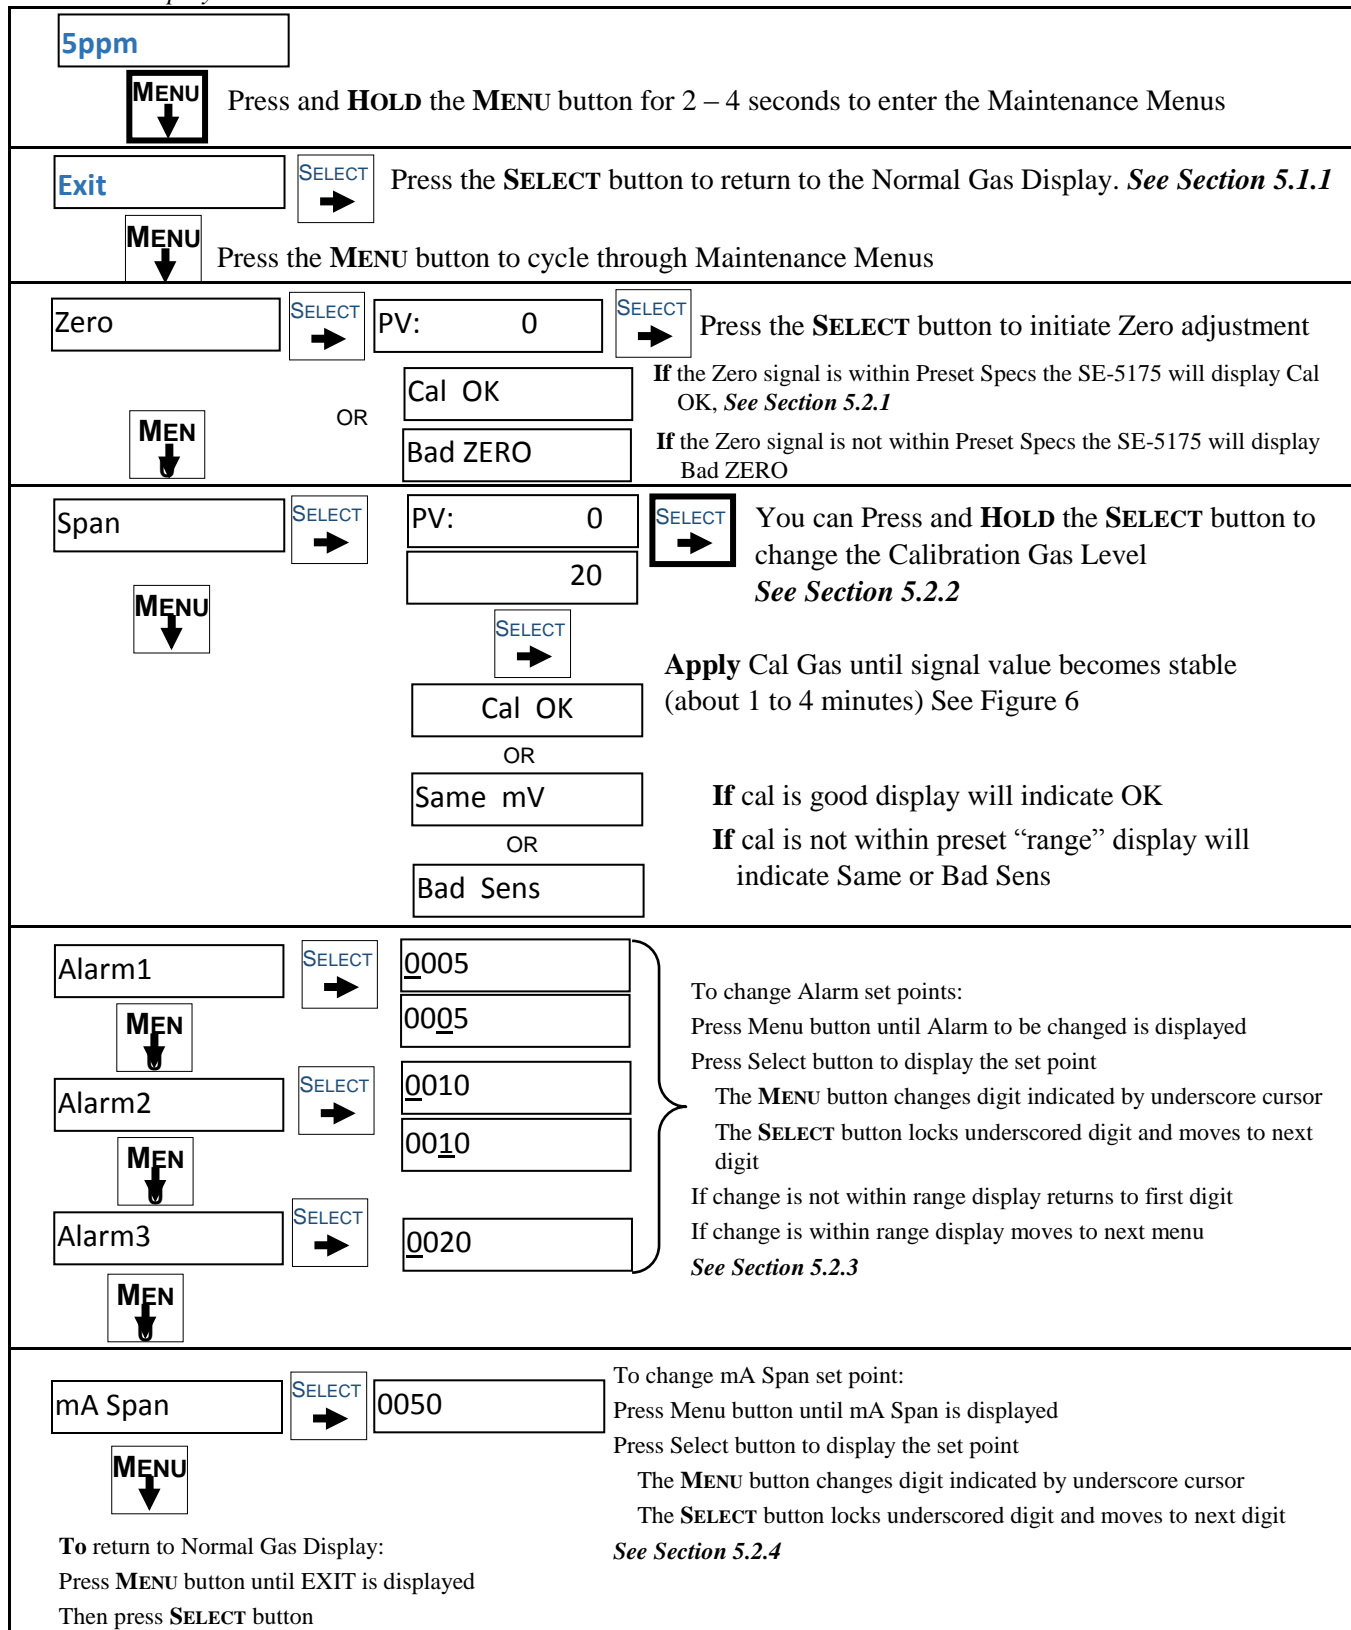 5ppm
MENU
Press and HOLD the MENU button for 2 – 4 seconds to enter the Maintenance Menus
Exit
SELECT
Press the SELECT button to return to the Normal Gas Display. See Section 5.1.1
MENU
Press the MENU button to cycle through Maintenance Menus
Zero
SELECT
PV: 0
SELECT
Press the SELECT button to initiate Zero adjustment
Cal OK
If the Zero signal is within Preset Specs the SE-5175 will display Cal
OK, See Section 5.2.1
OR
MEN
U
Bad ZERO
If the Zero signal is not within Preset Specs the SE-5175 will display
Bad ZERO
Span
SELECT
PV: 0
SELECT
You can Press and HOLD the SELECT button to
change the Calibration Gas Level
See Section 5.2.2
20
MENU
SELECT
Apply Cal Gas until signal value becomes stable
(about 1 to 4 minutes) See Figure 6
Cal OK
OR
Same mV
If cal is good display will indicate OK
OR
If cal is not within preset “range” display will
indicate Same or Bad Sens
Bad Sens
Alarm1
SELECT
0005
0005
MEN
U
Alarm2
SELECT
0010
0010
MEN
U
Alarm3
SELECT
0020
MEN
U
To change Alarm set points:
Press Menu button until Alarm to be changed is displayed
Press Select button to display the set point
The MENU button changes digit indicated by underscore cursor
The SELECT button locks underscored digit and moves to next
digit
If change is not within range display returns to first digit
If change is within range display moves to next menu
See Section 5.2.3
mA Span
SELECT
0050
MENU
To change mA Span set point:
Press Menu button until mA Span is displayed
Press Select button to display the set point
The MENU button changes digit indicated by underscore cursor
The SELECT button locks underscored digit and moves to next digit
See Section 5.2.4
To return to Normal Gas Display:
Press MENU button until EXIT is displayed
Then press SELECT button